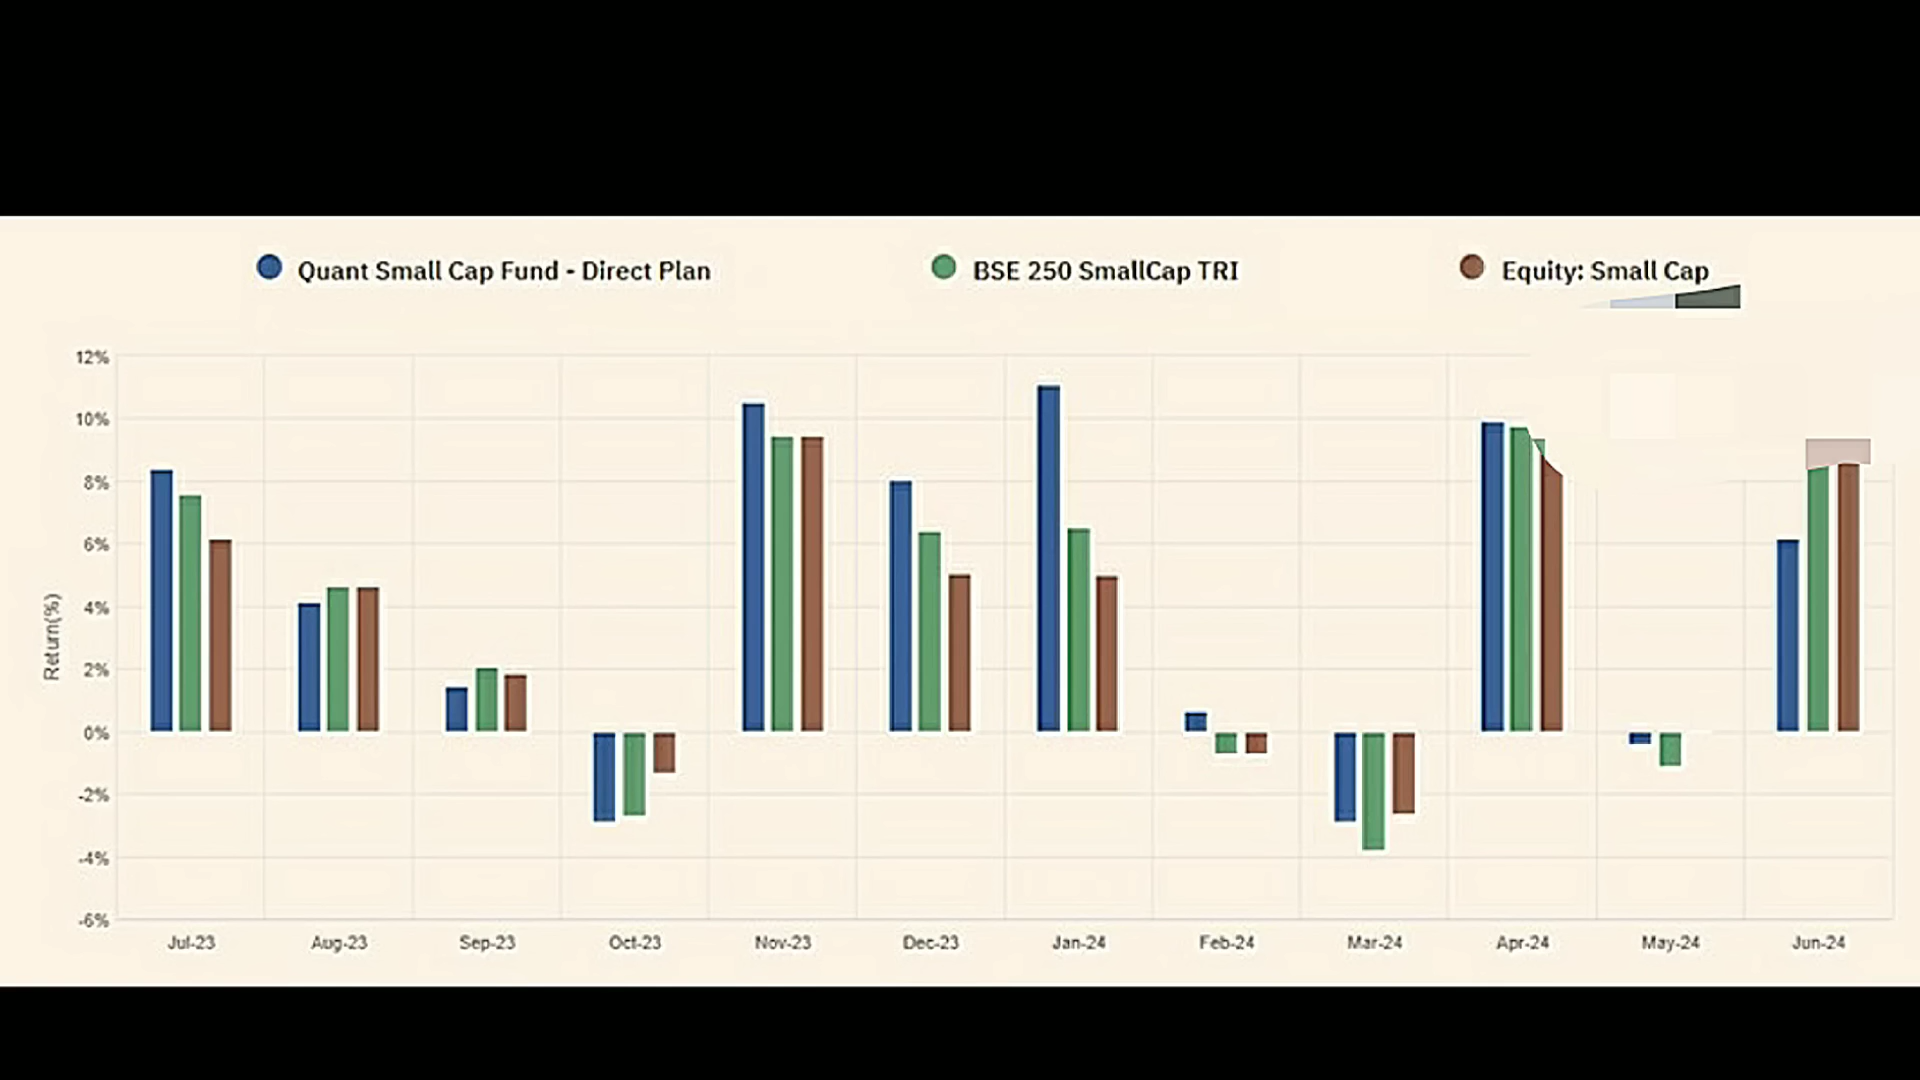 Quant Small Cap Fund - Direct Plan
BSE 250 SmallCap TRI
Equity: Small Cap
Return(%)
12%
10%
8%
6%
4%
2%
0%
-2%
-4%
-6%
Jul-23 Aug-23 Sep-23 Oct-23 Nov-23 Dec-23 Jan-24 Feb-24 Mar-24 Apr-24 May-24 Jun-24